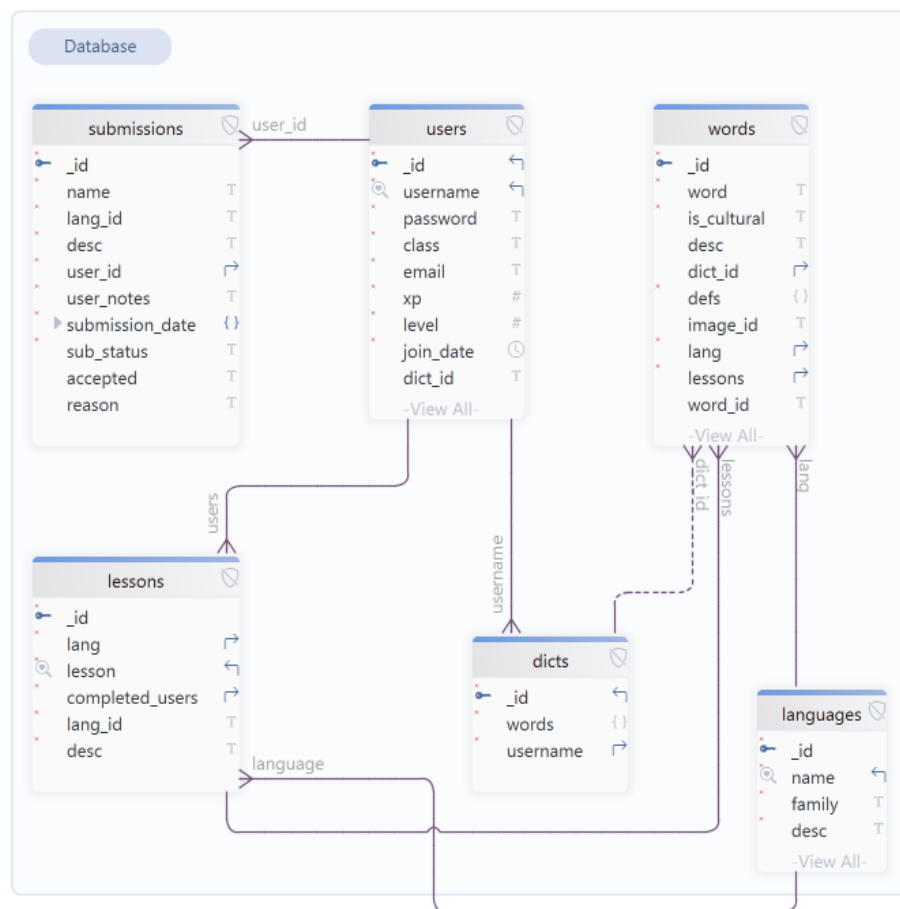 Database
submissions
_id
name
lang_id
desc
user_id
user_notes
submission_date
sub_status
accepted
reason
user_id
users
_id
username
password
class
email
xp
level
join_date
dict_id
-View All-
words
_id
word
is_cultural
desc
dict_id
defs
image_id
lang
lessons
word_id
-View All-
users
username
dict_id
lessons
lang
lessons
_id
lang
lesson
completed_users
lang_id
desc
language
dicts
_id
words
username
languages
_id
name
family
desc
-View All-